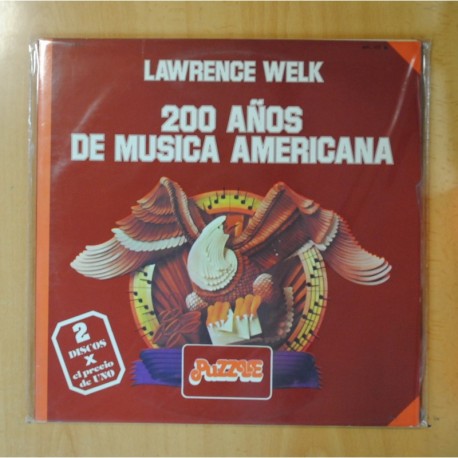 LAWRENCE WELK
200 AÑOS
DE MUSICA AMERICANA
2
DISCOS
X
el precio
de UNO
PUZZLE